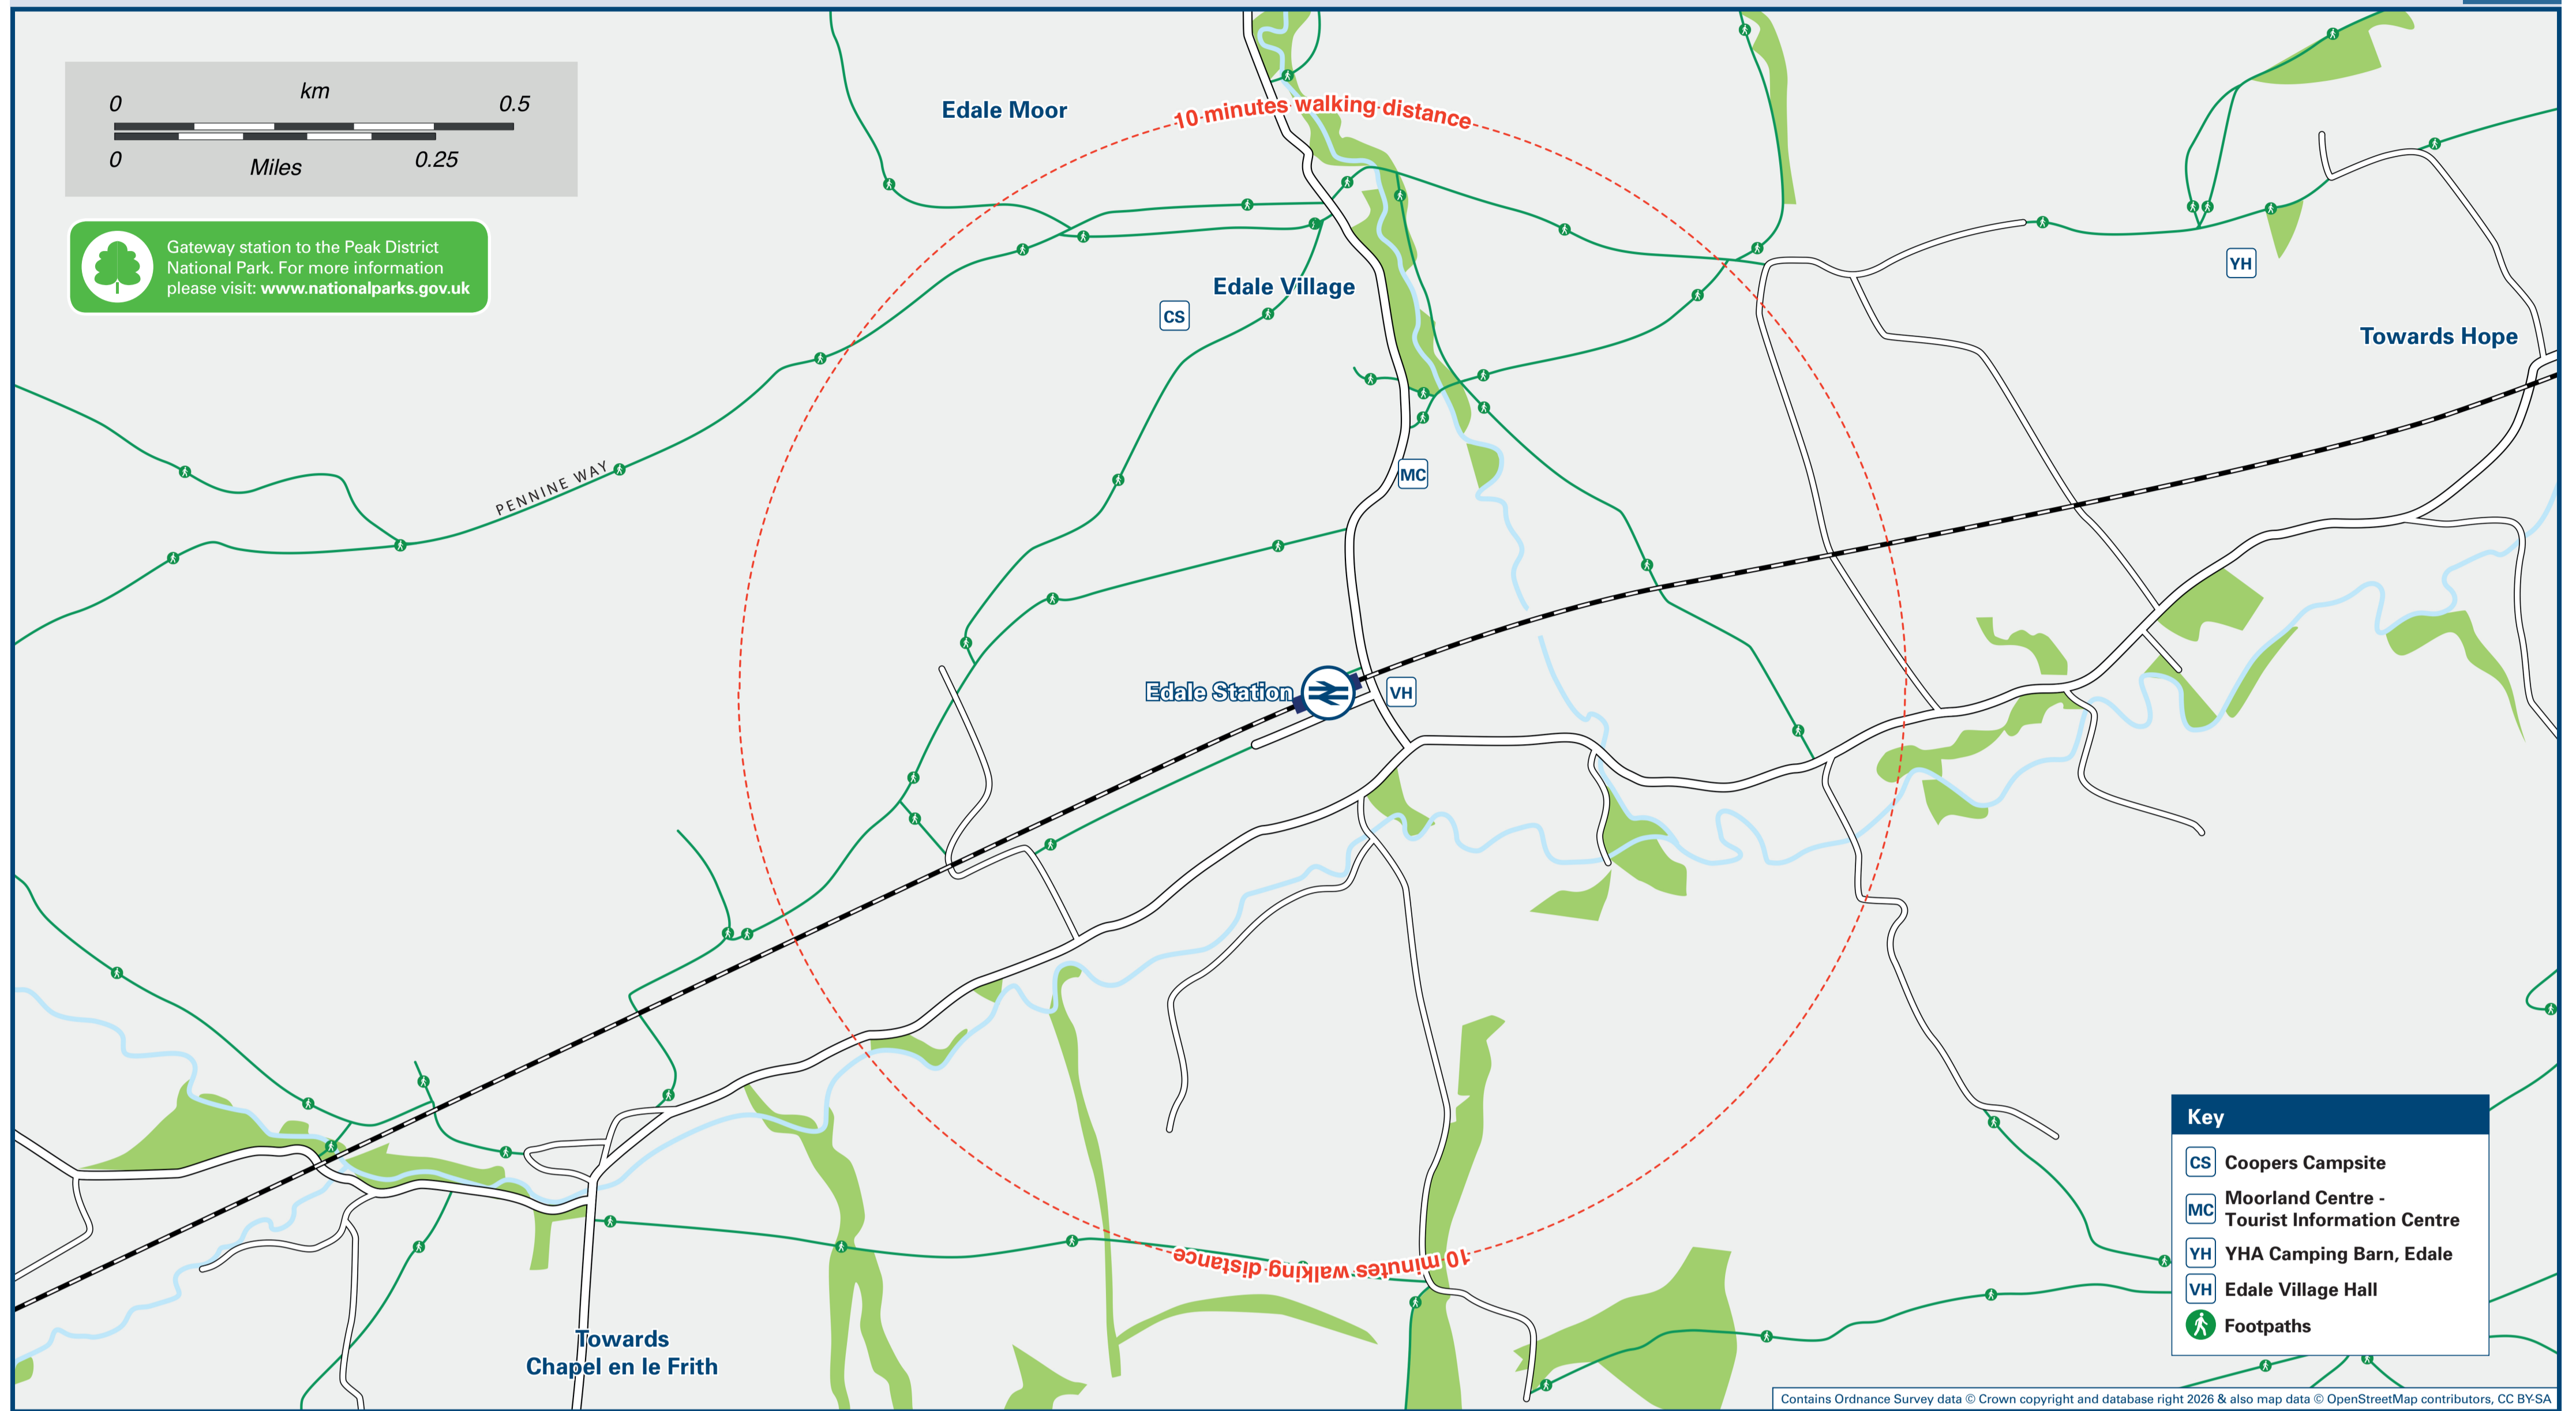 km
0 0.5
0 0.25
Miles
Gateway station to the Peak District
National Park. For more information
please visit: www.nationalparks.gov.uk
Edale Moor
10 minutes walking distance
Edale Village
CS
YH
Towards Hope
PENNINE WAY
MC
Edale Station
VH
10 minutes walking distance
Towards
Chapel en le Frith
Key
CS Coopers Campsite
MC Moorland Centre -
Tourist Information Centre
YH YHA Camping Barn, Edale
VH Edale Village Hall
Footpaths
Contains Ordnance Survey data © Crown copyright and database right 2026 & also map data © OpenStreetMap contributors, CC BY-SA